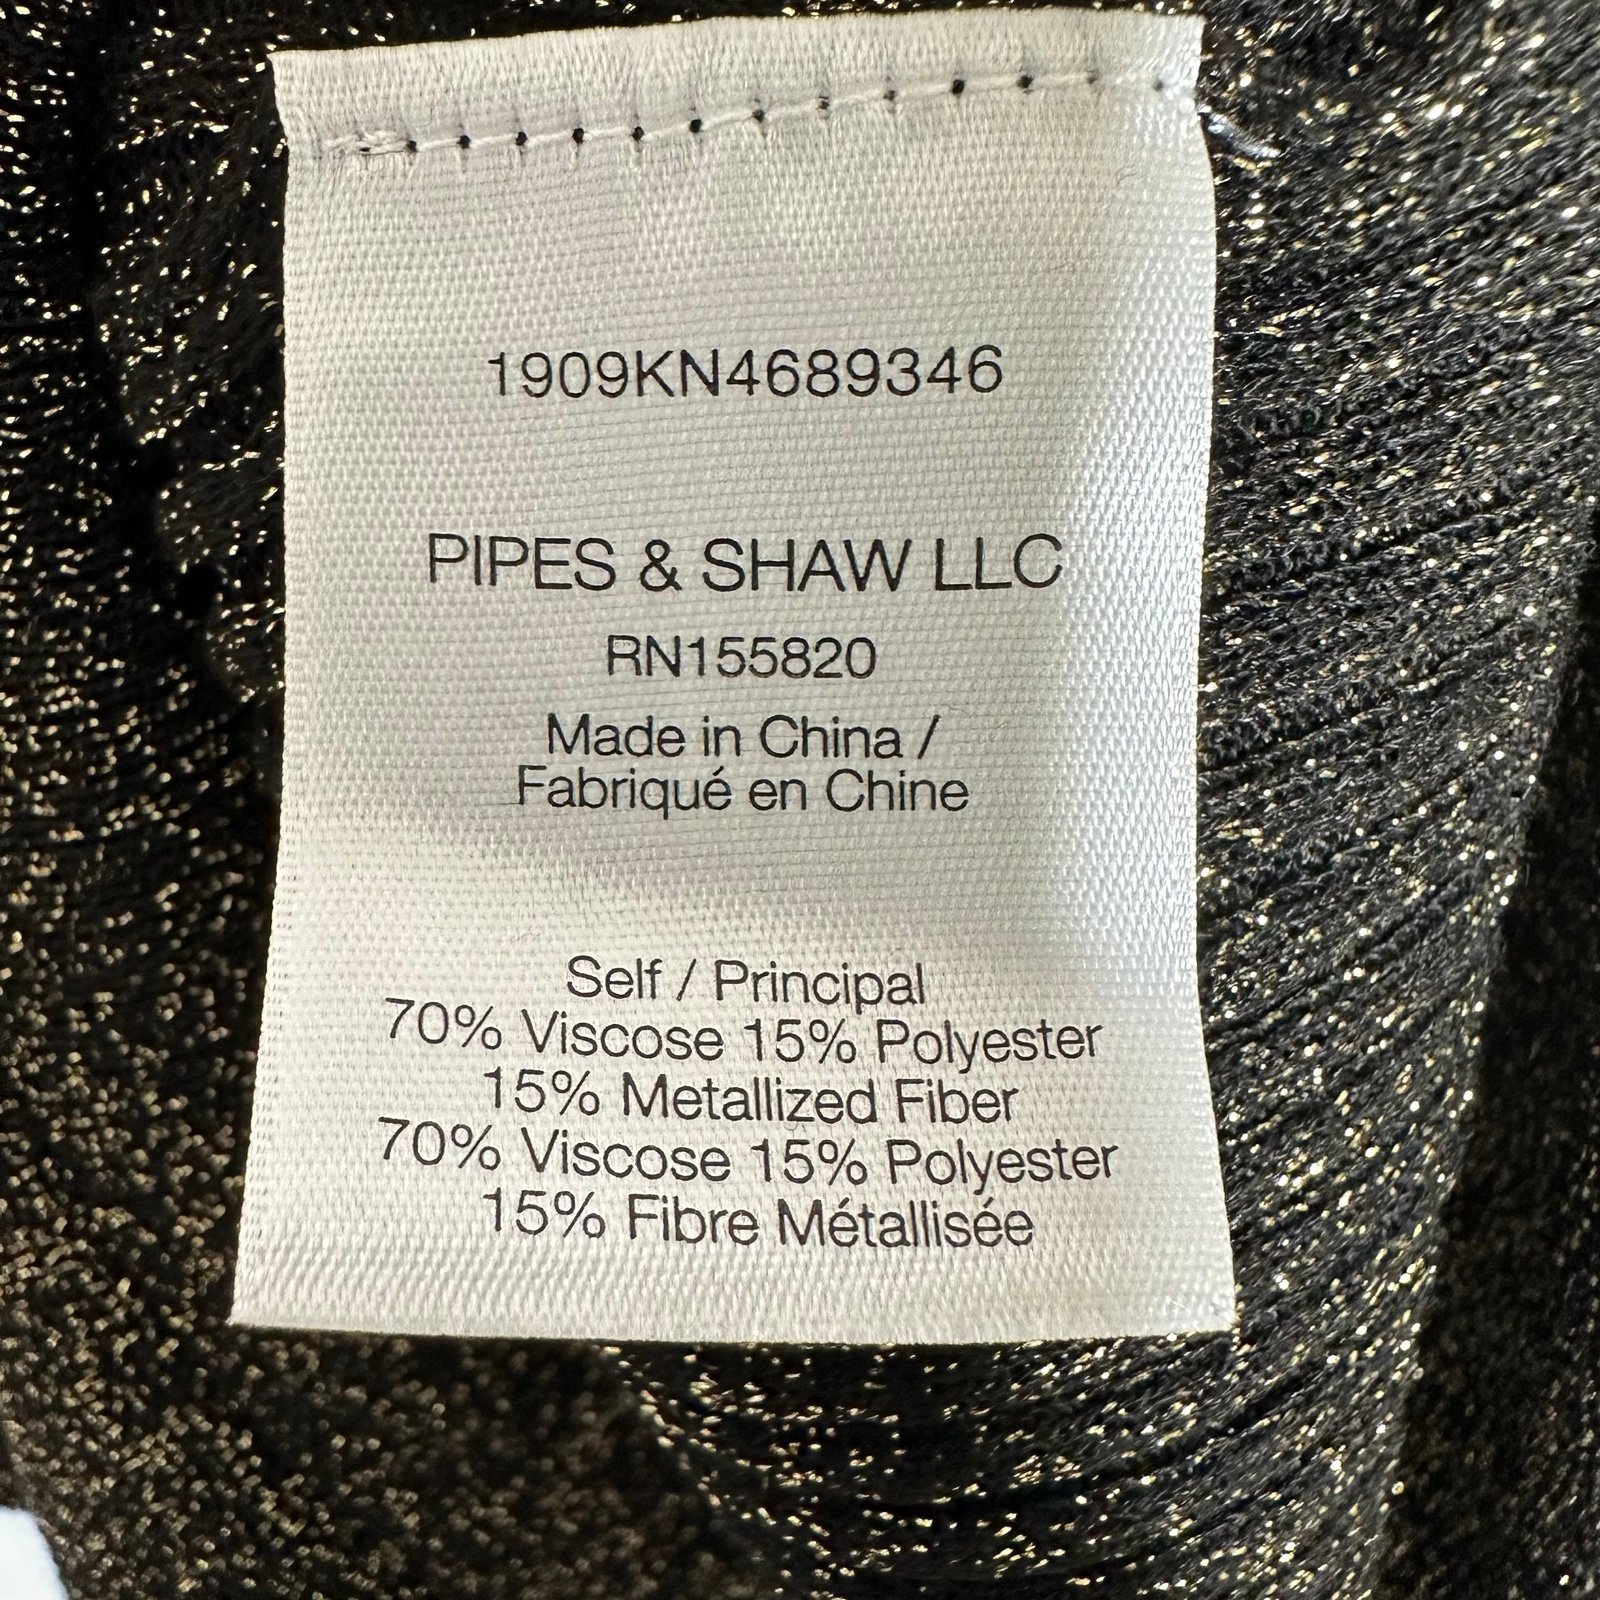 1909KN4689346
PIPES & SHAW LLC
RN155820
Made in China /
Fabriqué en Chine
Self / Principal
70% Viscose 15% Polyester
15% Metallized Fiber
70% Viscose 15% Polyester
15% Fibre Métallisée